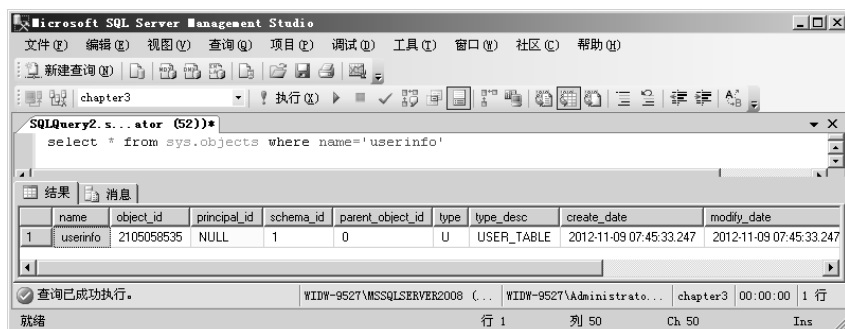 Microsoft SQL Server Management Studio
文件(F) 编辑(E) 视图(V) 查询(Q) 项目(P) 调试(D) 工具(T) 窗口(W) 社区(C) 帮助(H)
新建查询(N)
chapter3 执行(X)
SQLQuery2.s...ator (52))*
select * from sys.objects where name='userinfo'
结果 消息
name object_id principal_id schema_id parent_object_id type type_desc create_date modify_date
1 userinfo 2105058535 NULL 1 0 U USER_TABLE 2012-11-09 07:45:33.247 2012-11-09 07:45:33.247
查询已成功执行。 WIDW-9527\MSSQLSERVER2008 (... WIDW-9527\Administrato... chapter3 00:00:00 1 行
就绪 行 1 列 50 Ch 50 Ins